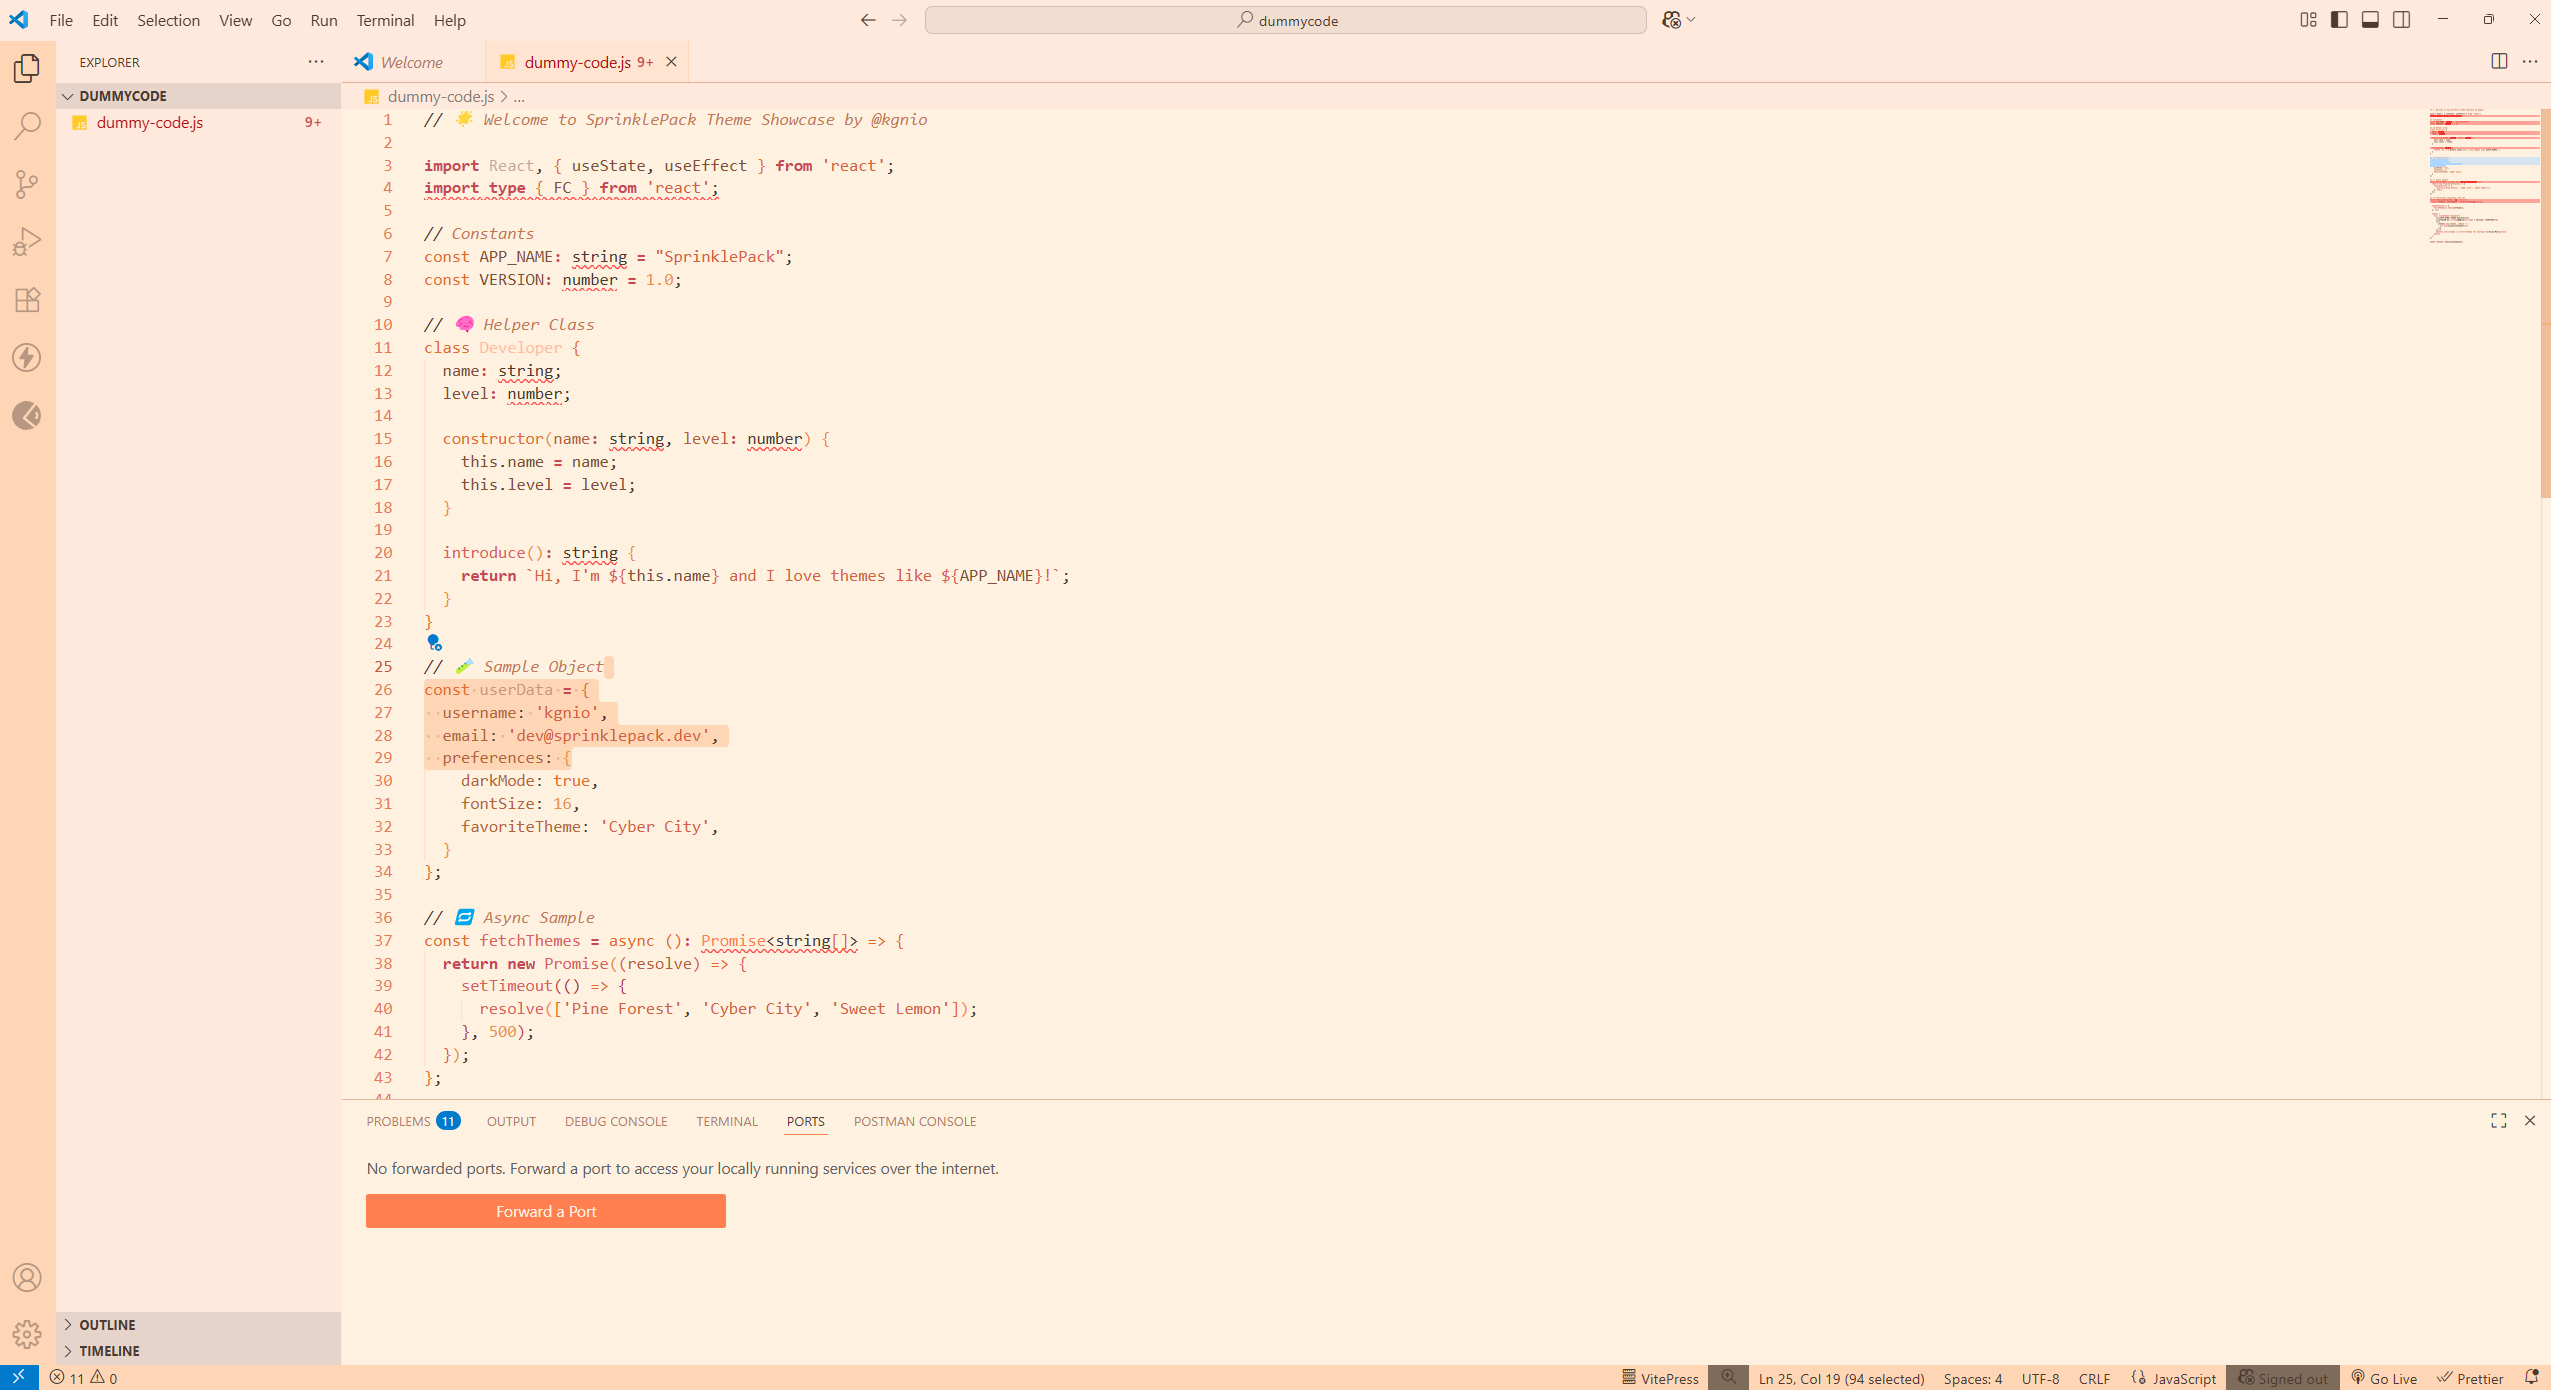 File Edit Selection View Go Run Terminal Help
dummycode
EXPLORER
Welcome
dummy-code.js 9+
DUMMYCODE
dummy-code.js 9+
dummy-code.js > ...
1 // Welcome to SprinklePack Theme Showcase by @kgnio
2
3 import React, { useState, useEffect } from 'react';
4 import type { FC } from 'react';
5
6 // Constants
7 const APP_NAME: string = "SprinklePack";
8 const VERSION: number = 1.0;
9
10 // Helper Class
11 class Developer {
12 name: string;
13 level: number;
14
15 constructor(name: string, level: number) {
16 this.name = name;
17 this.level = level;
18 }
19
20 introduce(): string {
21 return `Hi, I'm ${this.name} and I love themes like ${APP_NAME}!`;
22 }
23 }
24
25 // Sample Object
26 const userData = {
27 username: 'kgnio',
28 email: 'dev@sprinklepack.dev',
29 preferences: {
30 darkMode: true,
31 fontSize: 16,
32 favoriteTheme: 'Cyber City',
33 }
34 };
35
36 // Async Sample
37 const fetchThemes = async (): Promise<string[]> => {
38 return new Promise((resolve) => {
39 setTimeout(() => {
40 resolve(['Pine Forest', 'Cyber City', 'Sweet Lemon']);
41 }, 500);
42 });
43 };
44
PROBLEMS 11 OUTPUT DEBUG CONSOLE TERMINAL PORTS POSTMAN CONSOLE
No forwarded ports. Forward a port to access your locally running services over the internet.
Forward a Port
OUTLINE
TIMELINE
11 0
VitePress
Ln 25, Col 19 (94 selected) Spaces: 4 UTF-8 CRLF {} JavaScript Signed out Go Live Prettier